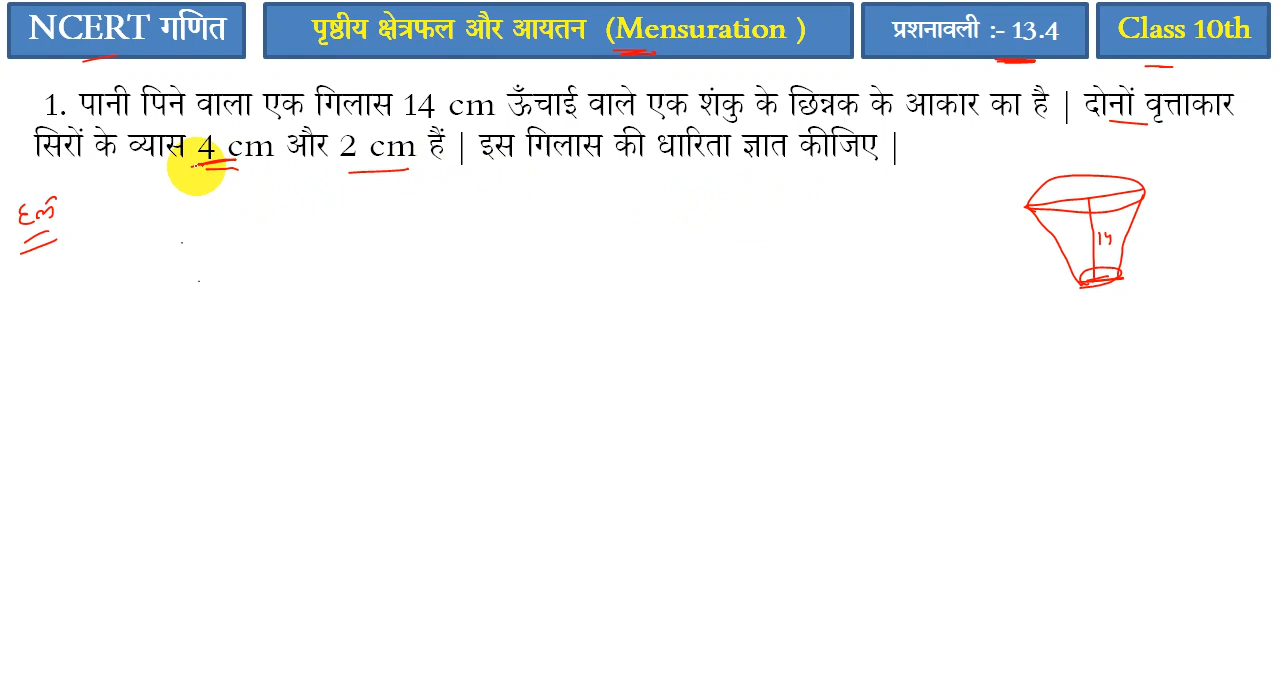 NCERT गणित
पृष्ठीय क्षेत्रफल और आयतन (Mensuration )
प्रशनावली :- 13.4
Class 10th
1. पानी पिने वाला एक गिलास 14 cm ऊँचाई वाले एक शंकु के छिन्नक के आकार का है | दोनों वृत्ताकार
सिरों के व्यास 4 cm और 2 cm हैं | इस गिलास की धारिता ज्ञात कीजिए |
हल
14